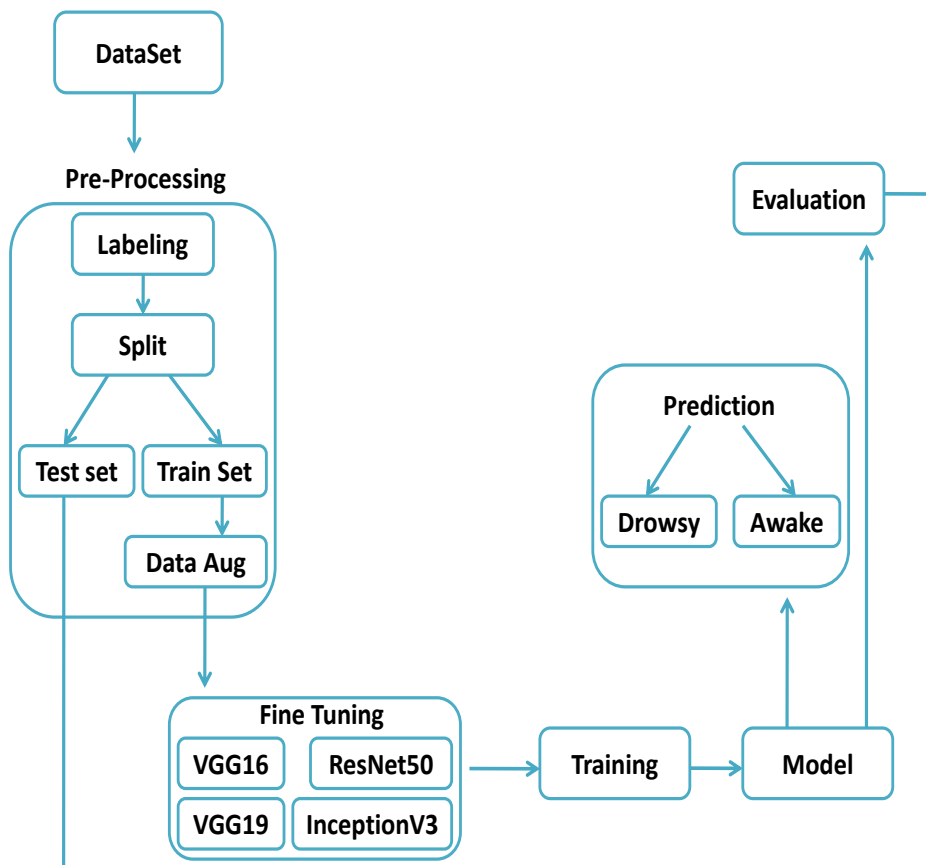 DataSet
Pre-Processing
Labeling
Split
Test set
Train Set
Data Aug
Fine Tuning
VGG16
ResNet50
VGG19
InceptionV3
Training
Model
Prediction
Drowsy
Awake
Evaluation